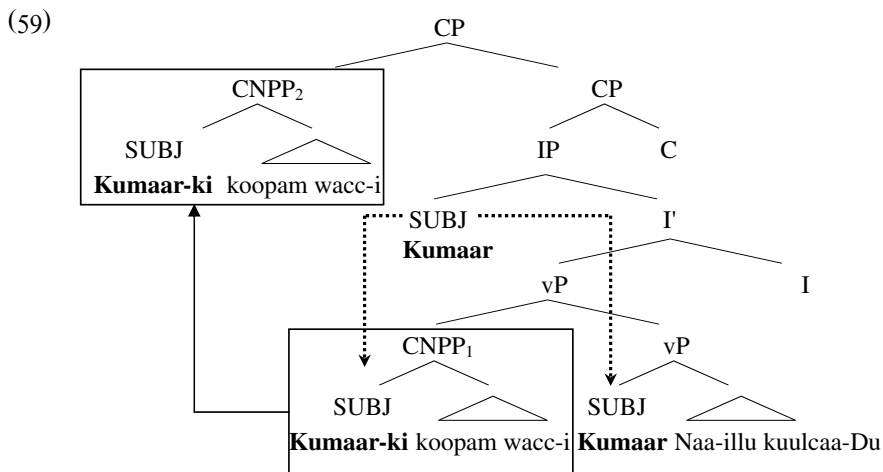 (59)
CP
CNPP₂ CP
SUBJ IP C
Kumaar-ki koopam wacc-i
SUBJ I'
Kumaar
I
vP
CNPP₁ vP
SUBJ SUBJ
Kumaar-ki koopam wacc-i Kumaar Naa-illu kuulcaa-Du